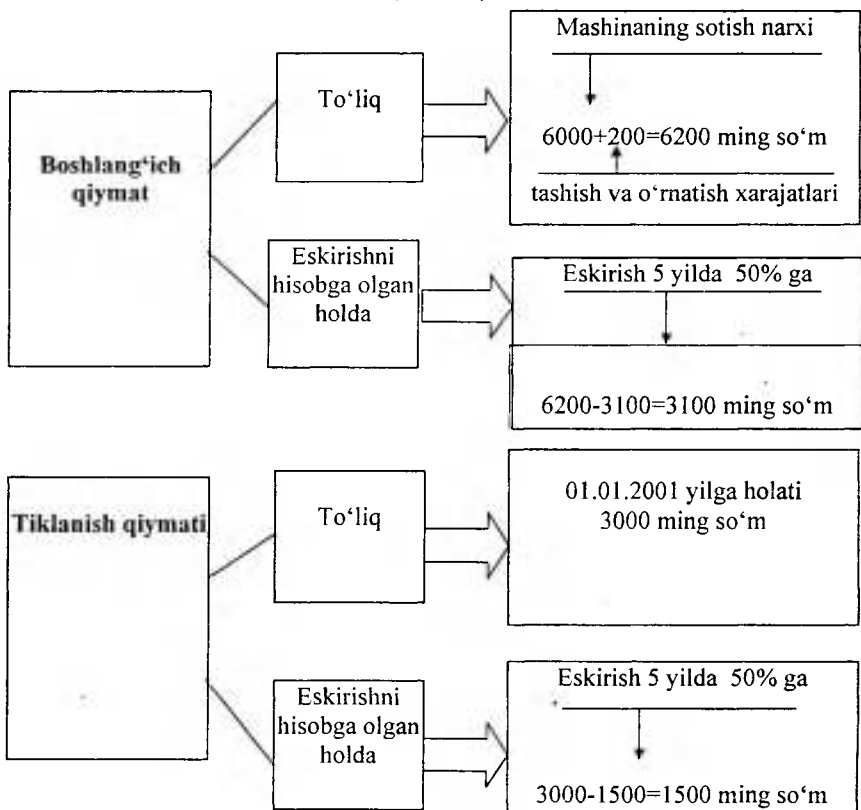 Boshlang‘ich
qiymat
To‘liq
Mashinaning sotish narxi
6000+200=6200 ming so‘m
tashish va o‘rnatish xarajatlari
Eskirishni
hisobga olgan
holda
Eskirish 5 yilda 50% ga
6200-3100=3100 ming so‘m
Tiklanish qiymati
To‘liq
01.01.2001 yilga holati
3000 ming so‘m
Eskirishni
hisobga olgan
holda
Eskirish 5 yilda 50% ga
3000-1500=1500 ming so‘m